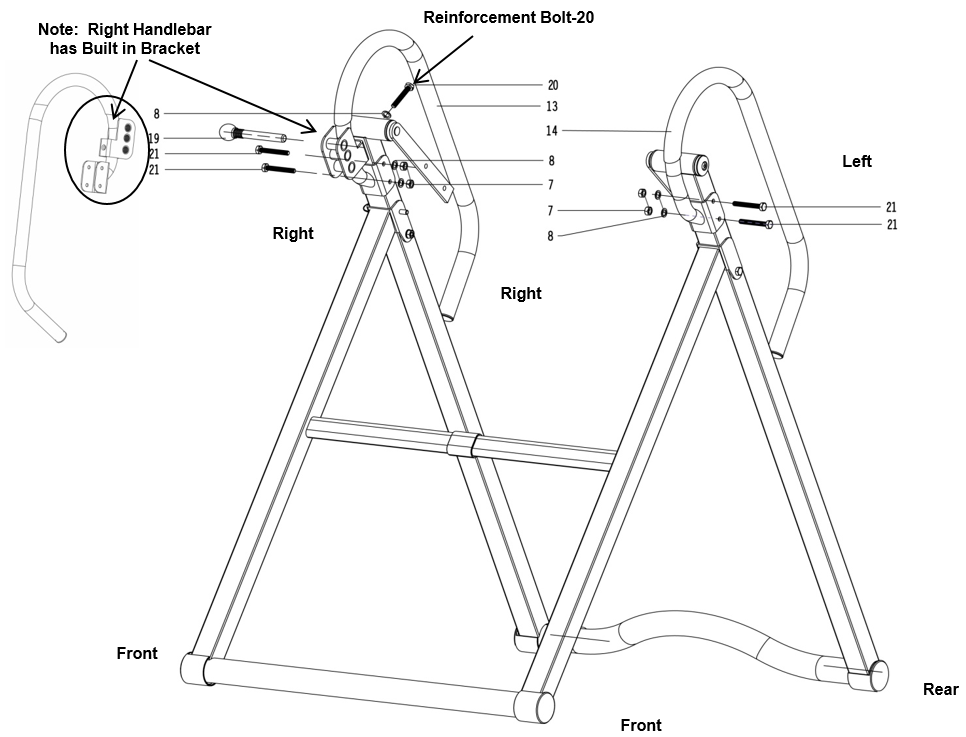 Reinforcement Bolt-20
Note:  Right Handlebar
has Built in Bracket
20
13
8
19
21
21
8
7
14
Left
7
8
21
21
Right
Right
Front
Front
Rear